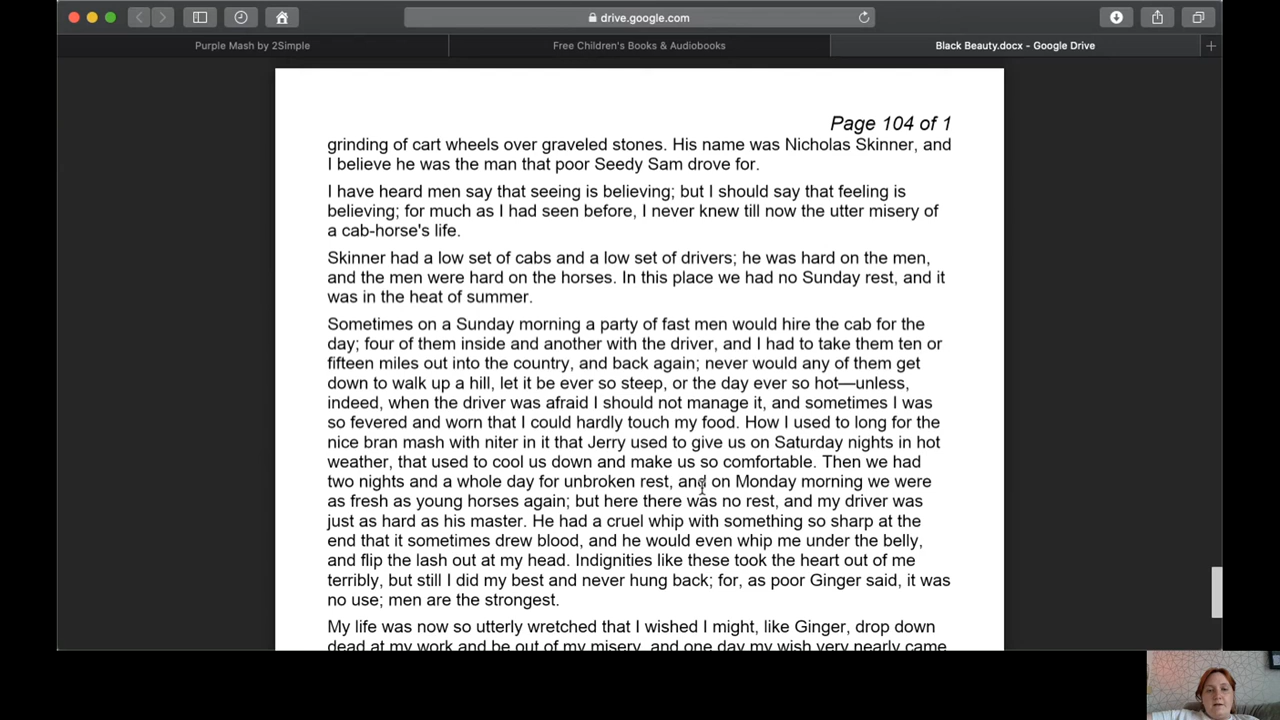 drive.google.com
Purple Mash by 2Simple
Free Children's Books & Audiobooks
Black Beauty.docx - Google Drive
Page 104 of 1
grinding of cart wheels over graveled stones. His name was Nicholas Skinner, and
I believe he was the man that poor Seedy Sam drove for.
I have heard men say that seeing is believing; but I should say that feeling is
believing; for much as I had seen before, I never knew till now the utter misery of
a cab-horse's life.
Skinner had a low set of cabs and a low set of drivers; he was hard on the men,
and the men were hard on the horses. In this place we had no Sunday rest, and it
was in the heat of summer.
Sometimes on a Sunday morning a party of fast men would hire the cab for the
day; four of them inside and another with the driver, and I had to take them ten or
fifteen miles out into the country, and back again; never would any of them get
down to walk up a hill, let it be ever so steep, or the day ever so hot—unless,
indeed, when the driver was afraid I should not manage it, and sometimes I was
so fevered and worn that I could hardly touch my food. How I used to long for the
nice bran mash with niter in it that Jerry used to give us on Saturday nights in hot
weather, that used to cool us down and make us so comfortable. Then we had
two nights and a whole day for unbroken rest, and on Monday morning we were
as fresh as young horses again; but here there was no rest, and my driver was
just as hard as his master. He had a cruel whip with something so sharp at the
end that it sometimes drew blood, and he would even whip me under the belly,
and flip the lash out at my head. Indignities like these took the heart out of me
terribly, but still I did my best and never hung back; for, as poor Ginger said, it was
no use; men are the strongest.
My life was now so utterly wretched that I wished I might, like Ginger, drop down
dead at my work and be out of my misery, and one day my wish very nearly came